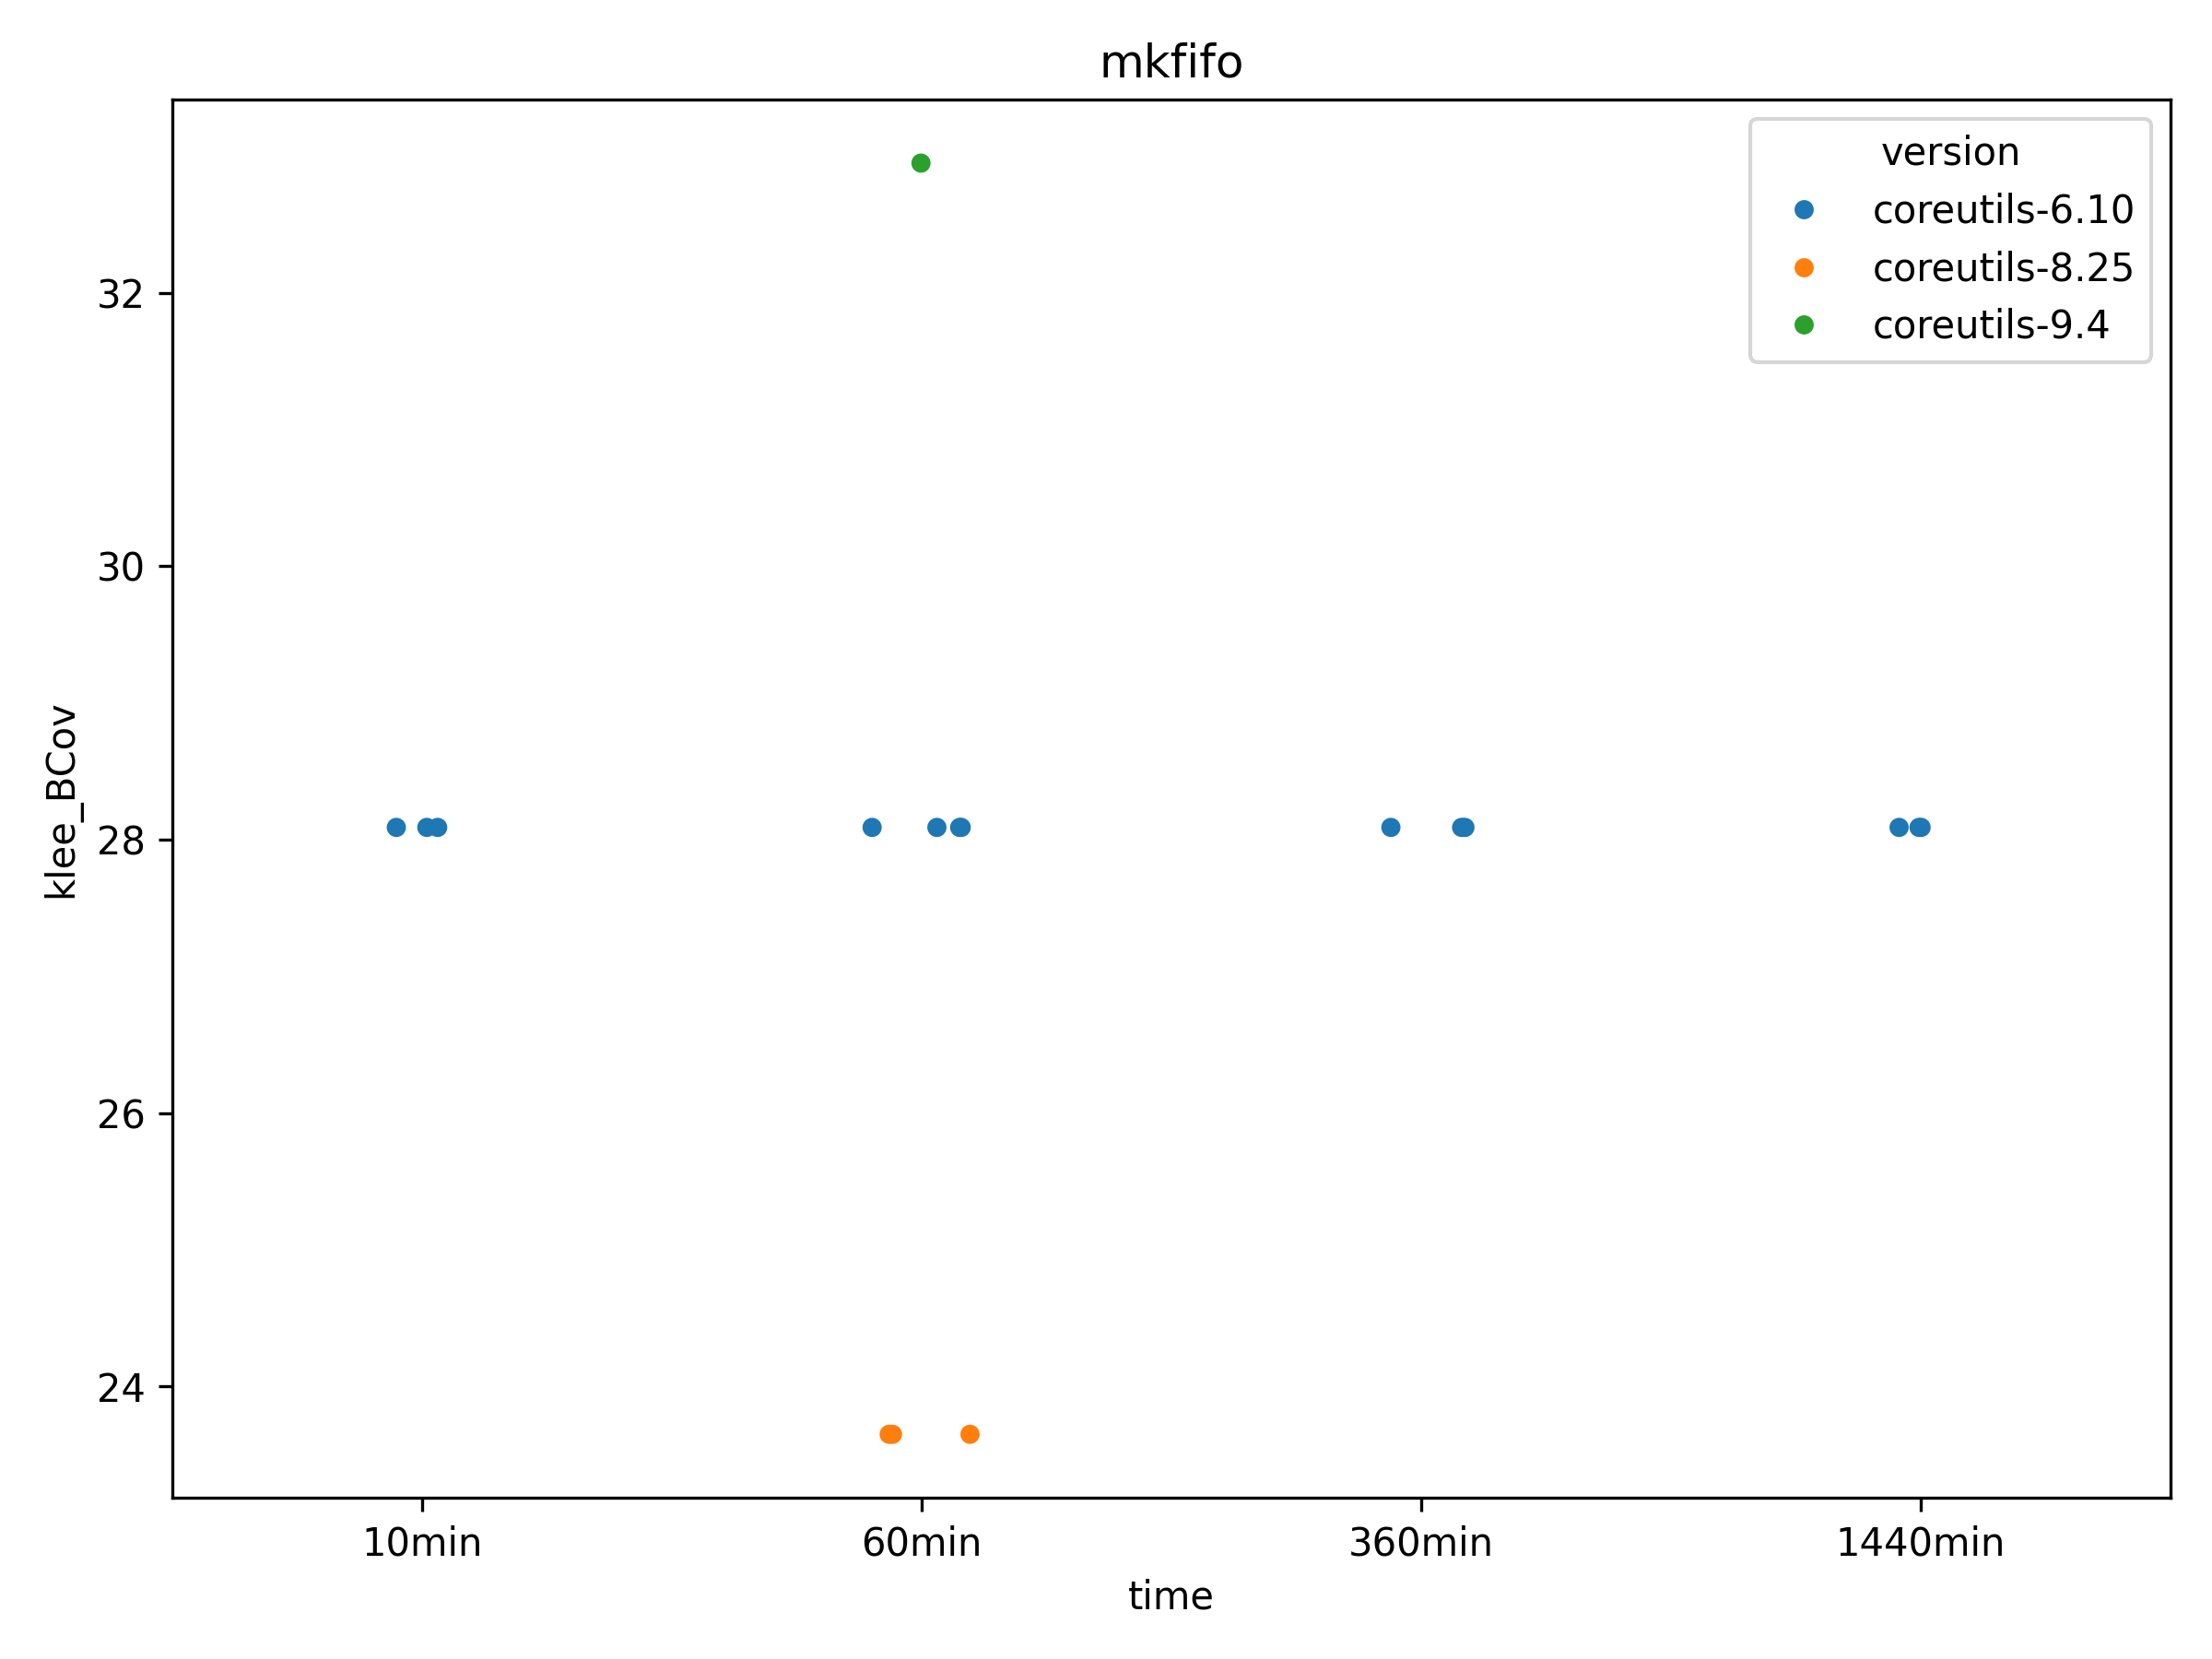 mkfifo
version
coreutils-6.10
coreutils-8.25
coreutils-9.4
32
30
28
26
24
klee_BCov
10min
60min
360min
1440min
time